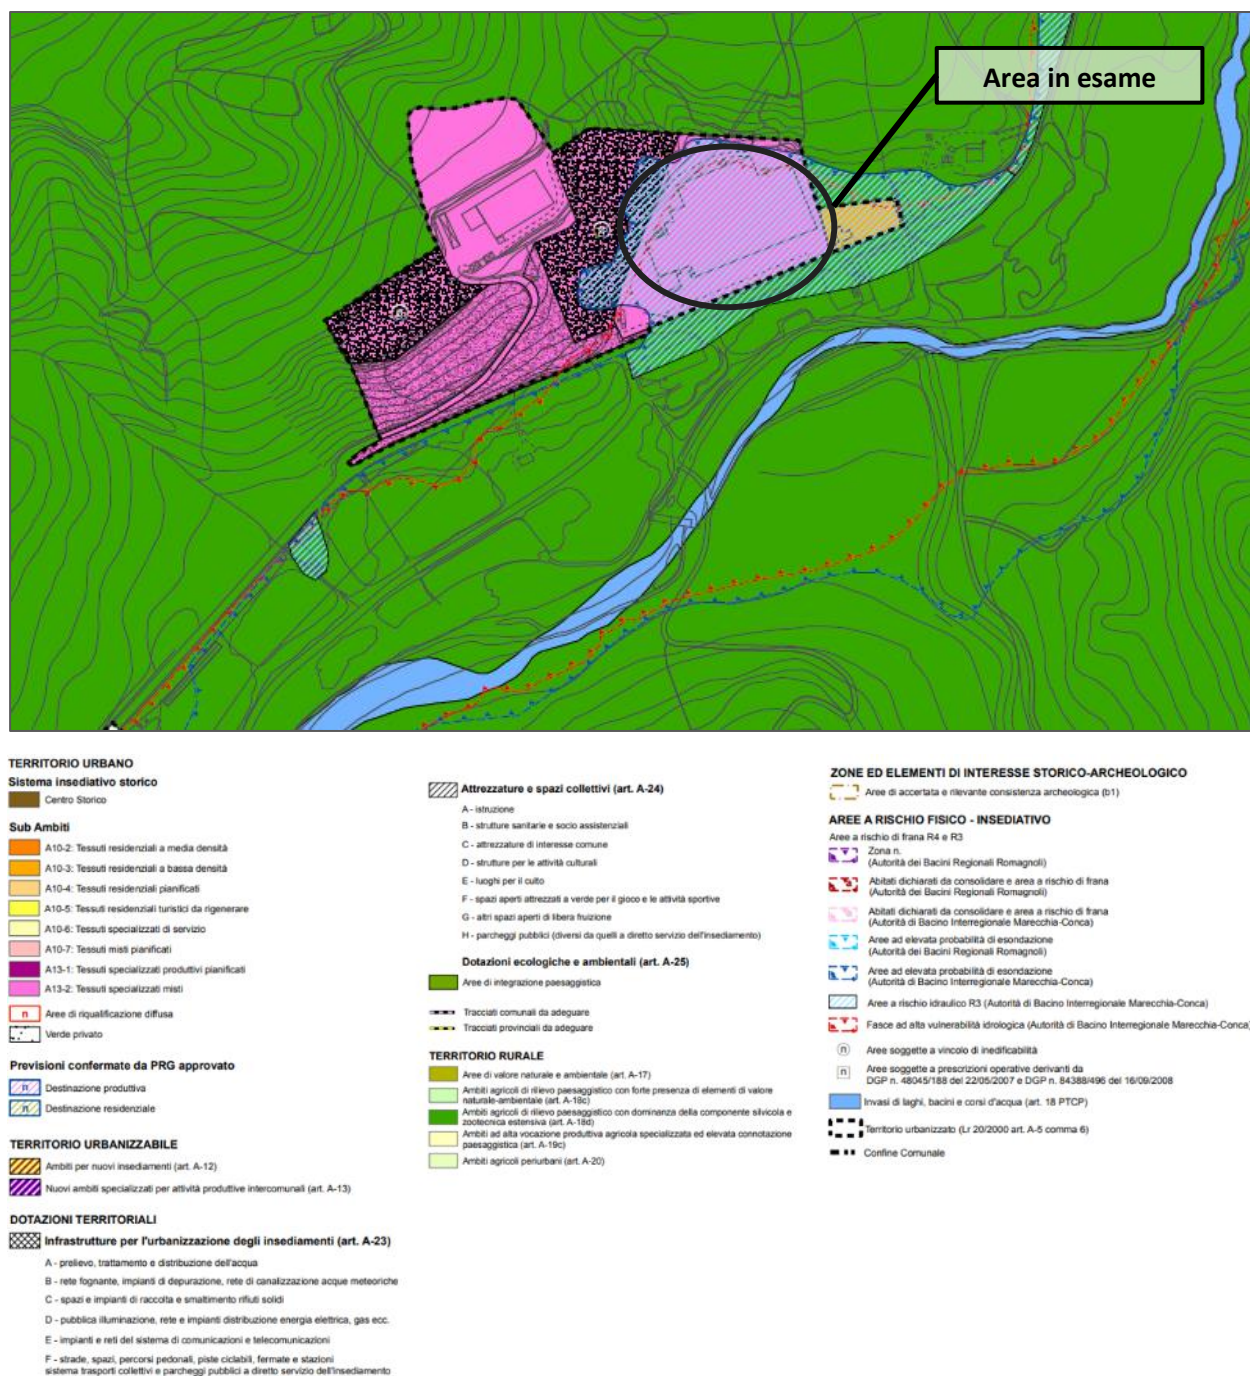 Area in esame
n
n
TERRITORIO URBANO
Sistema insediativo storico
Centro Storico
Sub Ambiti
A10-2: Tessuti residenziali a media densità
A10-3: Tessuti residenziali a bassa densità
A10-4: Tessuti residenziali pianificati
A10-5: Tessuti residenziali turistici da rigenerare
A10-6: Tessuti specializzati di servizio
A10-7: Tessuti misti pianificati
A13-1: Tessuti specializzati produttivi pianificati
A13-2: Tessuti specializzati misti
n Aree di riqualificazione diffusa
Verde privato
Previsioni confermate da PRG approvato
n Destinazione produttiva
n Destinazione residenziale
TERRITORIO URBANIZZABILE
Ambiti per nuovi insediamenti (art. A-12)
Nuovi ambiti specializzati per attività produttive intercomunali (art. A-13)
DOTAZIONI TERRITORIALI
Infrastrutture per l'urbanizzazione degli insediamenti (art. A-23)
A - prelievo, trattamento e distribuzione dell'acqua
B - rete fognante, impianti di depurazione, rete di canalizzazione acque meteoriche
C - spazi e impianti di raccolta e smaltimento rifiuti solidi
D - pubblica illuminazione, rete e impianti distribuzione energia elettrica, gas ecc.
E - impianti e reti del sistema di comunicazioni e telecomunicazioni
F - strade, spazi, percorsi pedonali, piste ciclabili, fermate e stazioni
sistema trasporti collettivi e parcheggi pubblici a diretto servizio dell'insediamento
Attrezzature e spazi collettivi (art. A-24)
A - istruzione
B - strutture sanitarie e socio assistenziali
C - attrezzature di interesse comune
D - strutture per le attività culturali
E - luoghi per il culto
F - spazi aperti attrezzati a verde per il gioco e le attività sportive
G - altri spazi aperti di libera fruizione
H - parcheggi pubblici (diversi da quelli a diretto servizio dell'insediamento)
Dotazioni ecologiche e ambientali (art. A-25)
Aree di integrazione paesaggistica
Tracciati comunali da adeguare
Tracciati provinciali da adeguare
TERRITORIO RURALE
Aree di valore naturale e ambientale (art. A-17)
Ambiti agricoli di rilievo paesaggistico con forte presenza di elementi di valore
naturale-ambientale (art. A-18c)
Ambiti agricoli di rilievo paesaggistico con dominanza della componente silvicola e
zootecnica estensiva (art. A-18d)
Ambiti ad alta vocazione produttiva agricola specializzata ed elevata connotazione
paesaggistica (art. A-19c)
Ambiti agricoli periurbani (art. A-20)
ZONE ED ELEMENTI DI INTERESSE STORICO-ARCHEOLOGICO
Aree di accertata e rilevante consistenza archeologica (b1)
AREE A RISCHIO FISICO - INSEDIATIVO
Aree a rischio di frana R4 e R3
Zona n.
(Autorità dei Bacini Regionali Romagnoli)
Abitati dichiarati da consolidare e area a rischio di frana
(Autorità dei Bacini Regionali Romagnoli)
Abitati dichiarati da consolidare e area a rischio di frana
(Autorità di Bacino Interregionale Marecchia-Conca)
Aree ad elevata probabilità di esondazione
(Autorità dei Bacini Regionali Romagnoli)
Aree ad elevata probabilità di esondazione
(Autorità di Bacino Interregionale Marecchia-Conca)
Aree a rischio idraulico R3 (Autorità di Bacino Interregionale Marecchia-Conca)
Fasce ad alta vulnerabilità idrologica (Autorità di Bacino Interregionale Marecchia-Conca)
n Aree soggette a vincolo di inedificabilità
n Aree soggette a prescrizioni operative derivanti da
DGP n. 48045/188 del 22/05/2007 e DGP n. 84388/496 del 16/09/2008
Invasi di laghi, bacini e corsi d'acqua (art. 18 PTCP)
Territorio urbanizzato (Lr 20/2000 art. A-5 comma 6)
Confine Comunale